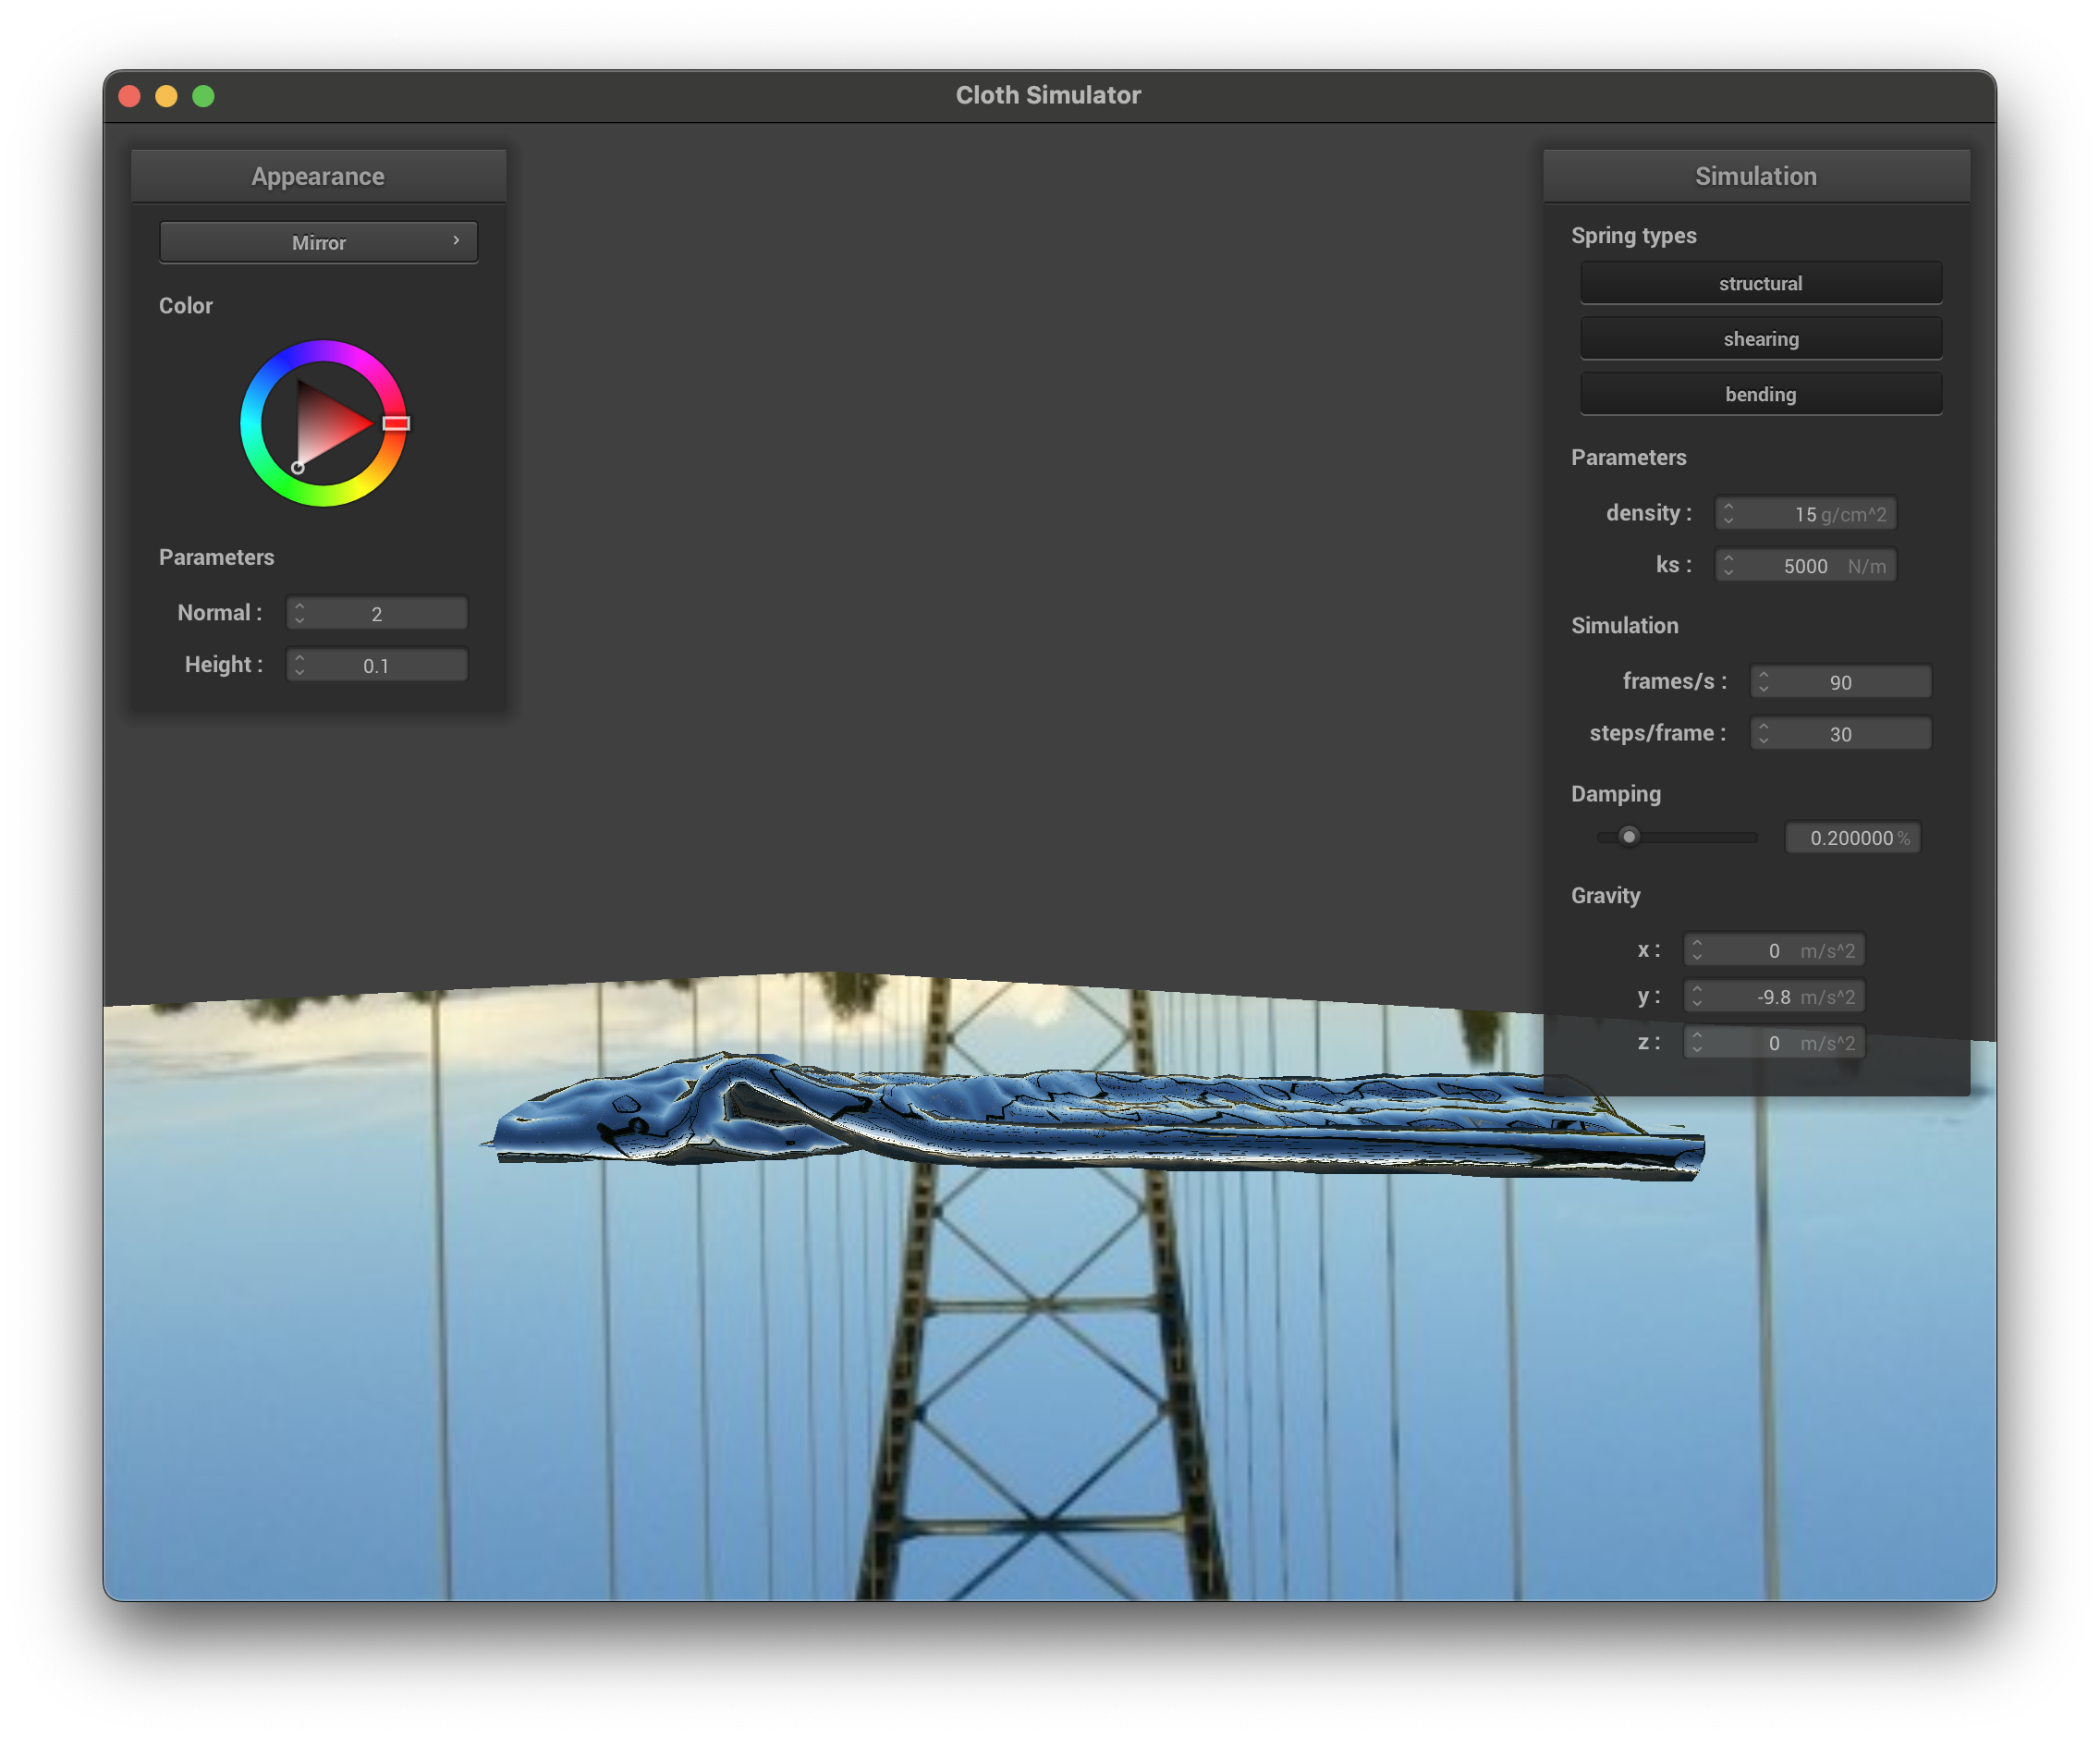 Cloth Simulator
Appearance
Mirror
Color
Parameters
Normal : 2
Height : 0.1
Simulation
Spring types
structural
shearing
bending
Parameters
density : 15 g/cm^2
ks : 5000 N/m
Simulation
frames/s : 90
steps/frame : 30
Damping
0.200000 %
Gravity
x : 0 m/s^2
y : -9.8 m/s^2
z : 0 m/s^2